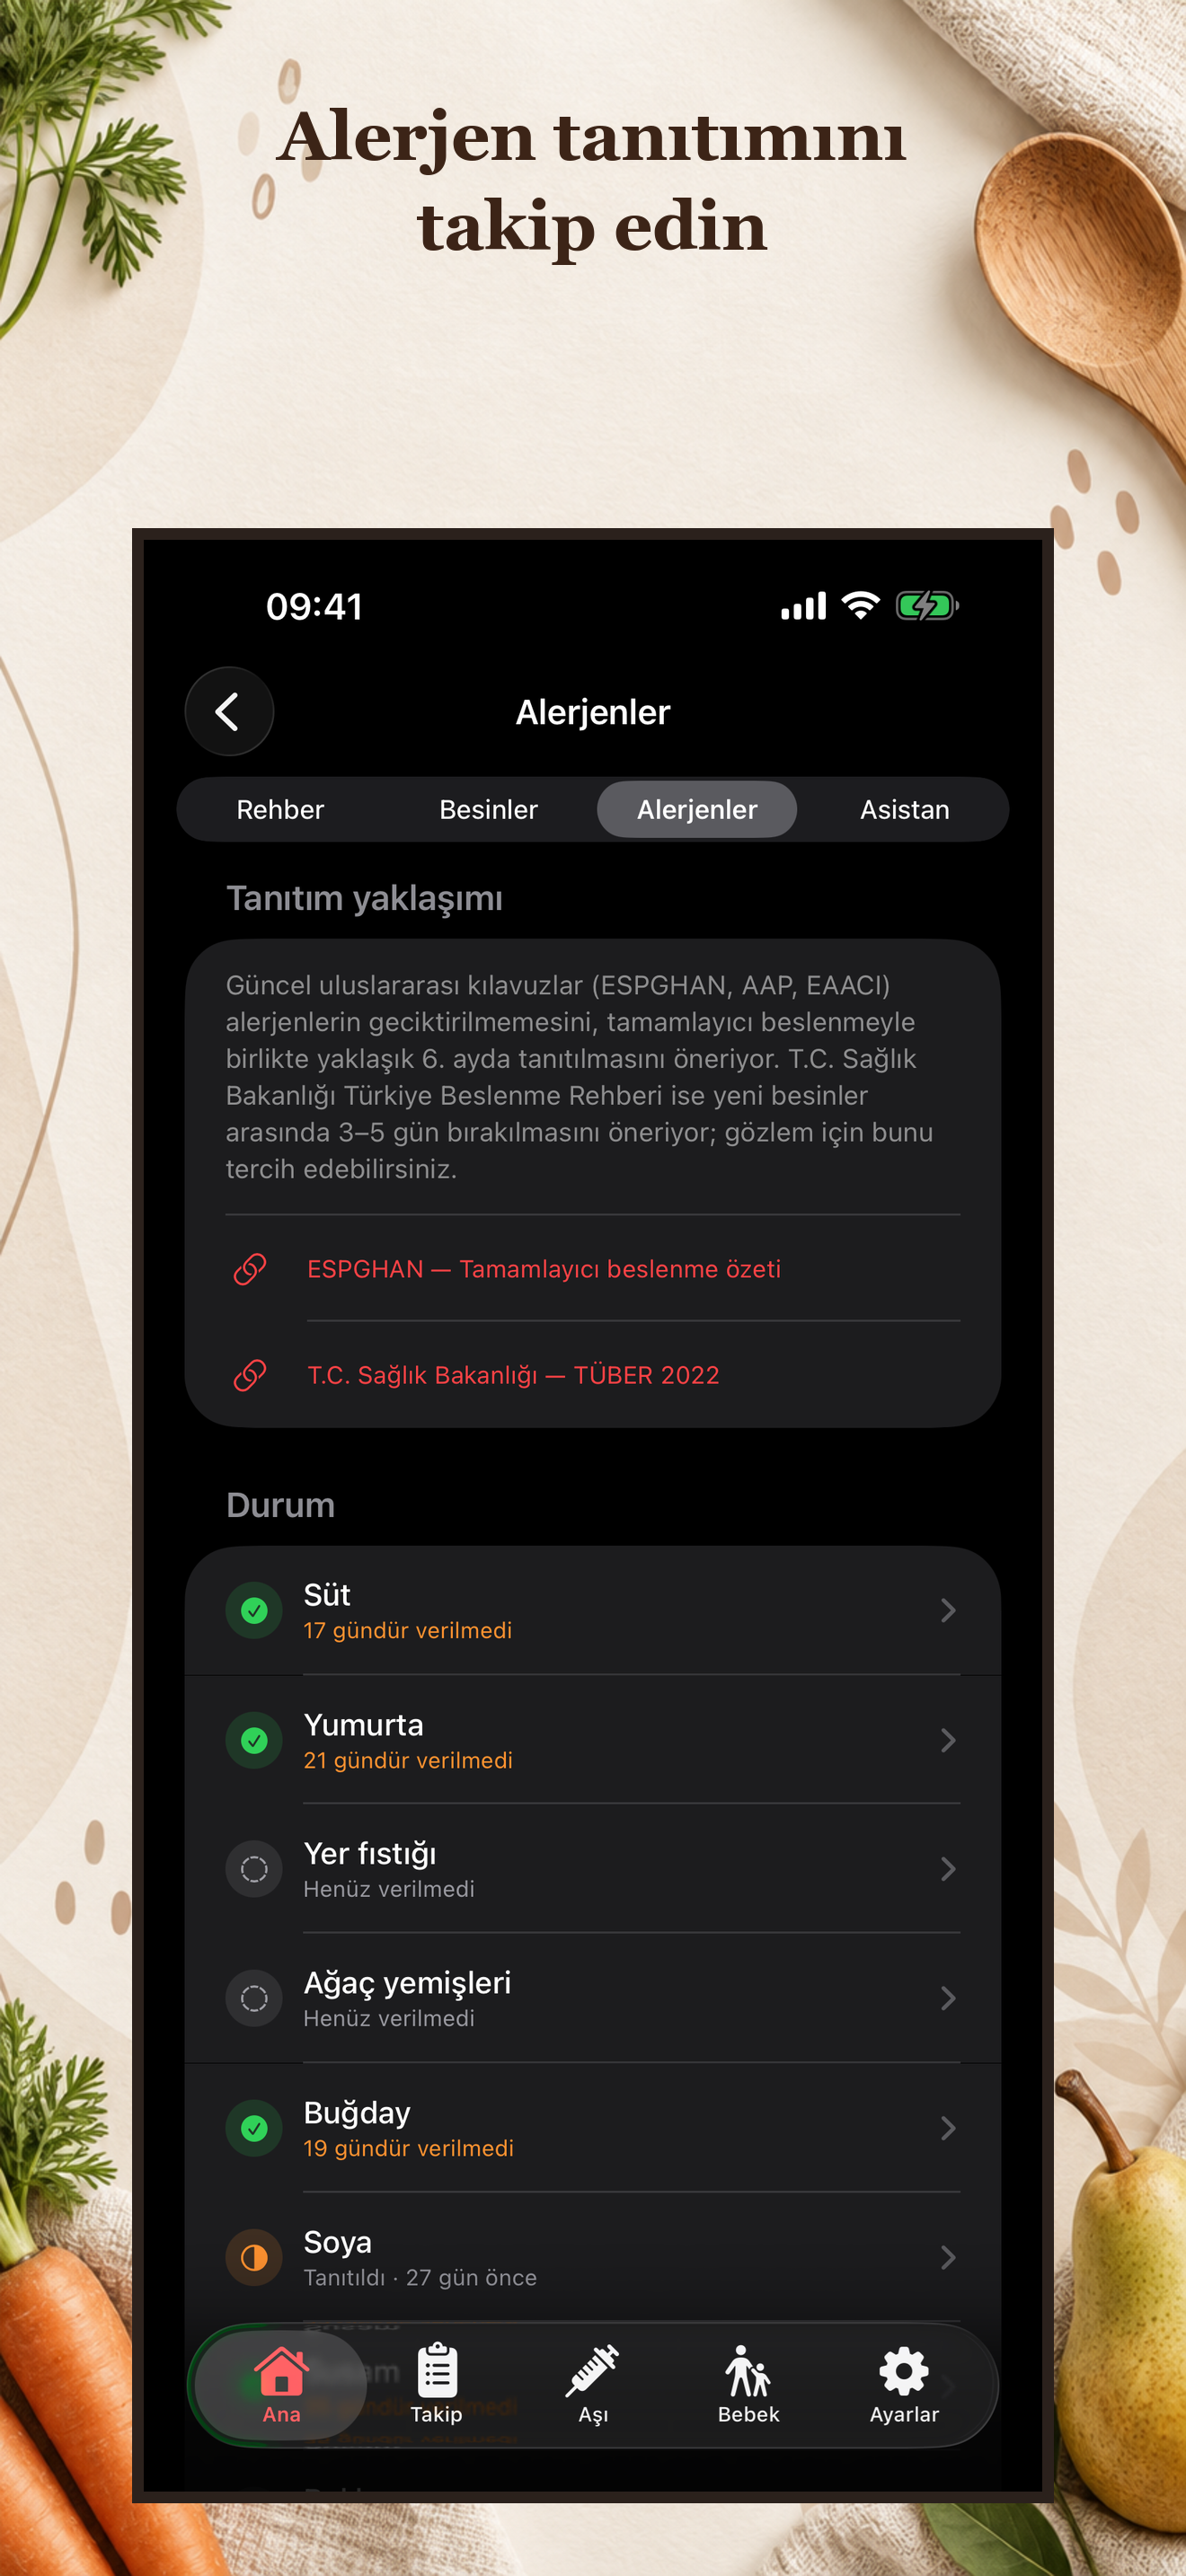 Alerjen tanıtımını
takip edin
09:41
Alerjenler
Rehber Besinler Alerjenler Asistan
Tanıtım yaklaşımı
Güncel uluslararası kılavuzlar (ESPGHAN, AAP, EAACI)
alerjenlerin geciktirilmemesini, tamamlayıcı beslenmeyle
birlikte yaklaşık 6. ayda tanıtılmasını öneriyor. T.C. Sağlık
Bakanlığı Türkiye Beslenme Rehberi ise yeni besinler
arasında 3–5 gün bırakılmasını öneriyor; gözlem için bunu
tercih edebilirsiniz.
ESPGHAN — Tamamlayıcı beslenme özeti
T.C. Sağlık Bakanlığı — TÜBER 2022
Durum
Süt
17 gündür verilmedi
Yumurta
21 gündür verilmedi
Yer fıstığı
Henüz verilmedi
Ağaç yemişleri
Henüz verilmedi
Buğday
19 gündür verilmedi
Soya
Tanıtıldı · 27 gün önce
Ana Takip Aşı Bebek Ayarlar